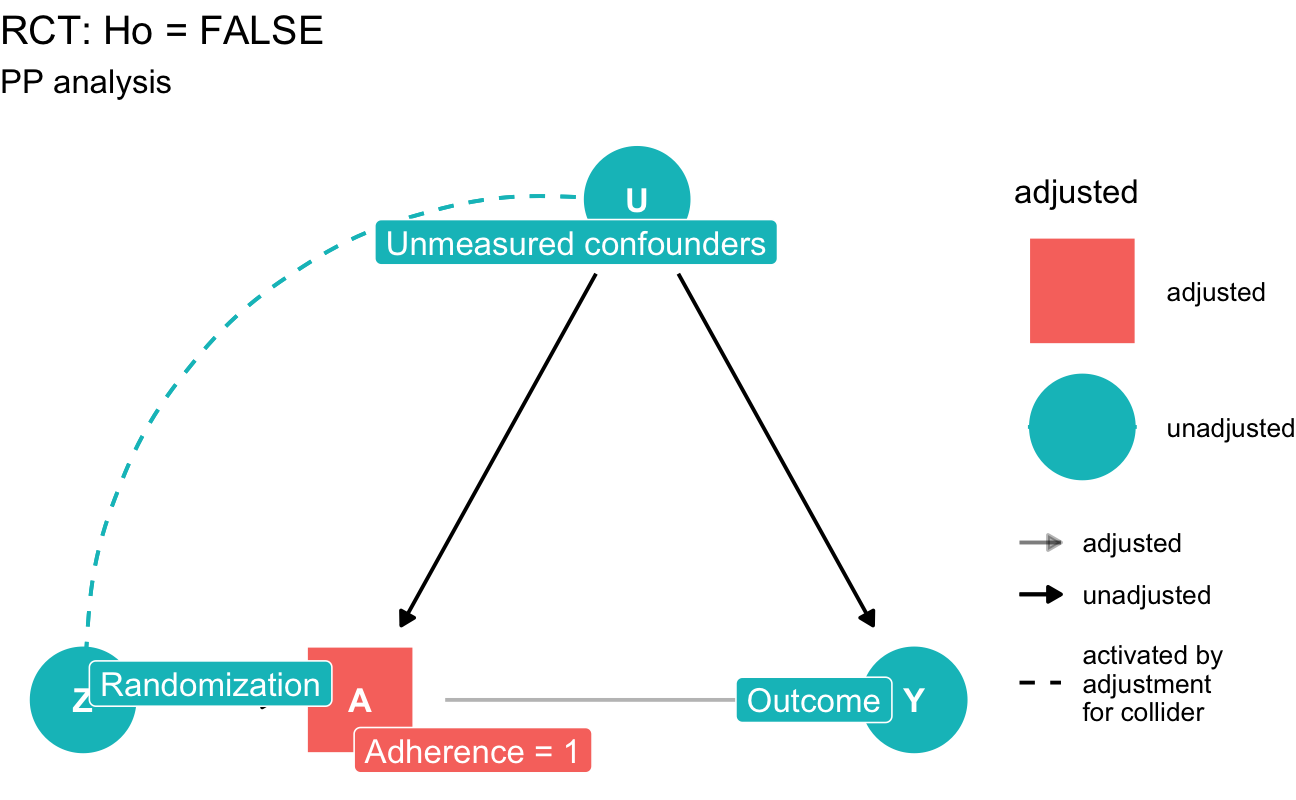 RCT: Ho = FALSE
PP analysis
U
Unmeasured confounders
Z
Randomization
A
Adherence = 1
Outcome
Y
adjusted
adjusted
unadjusted
adjusted
unadjusted
activated by
adjustment
for collider